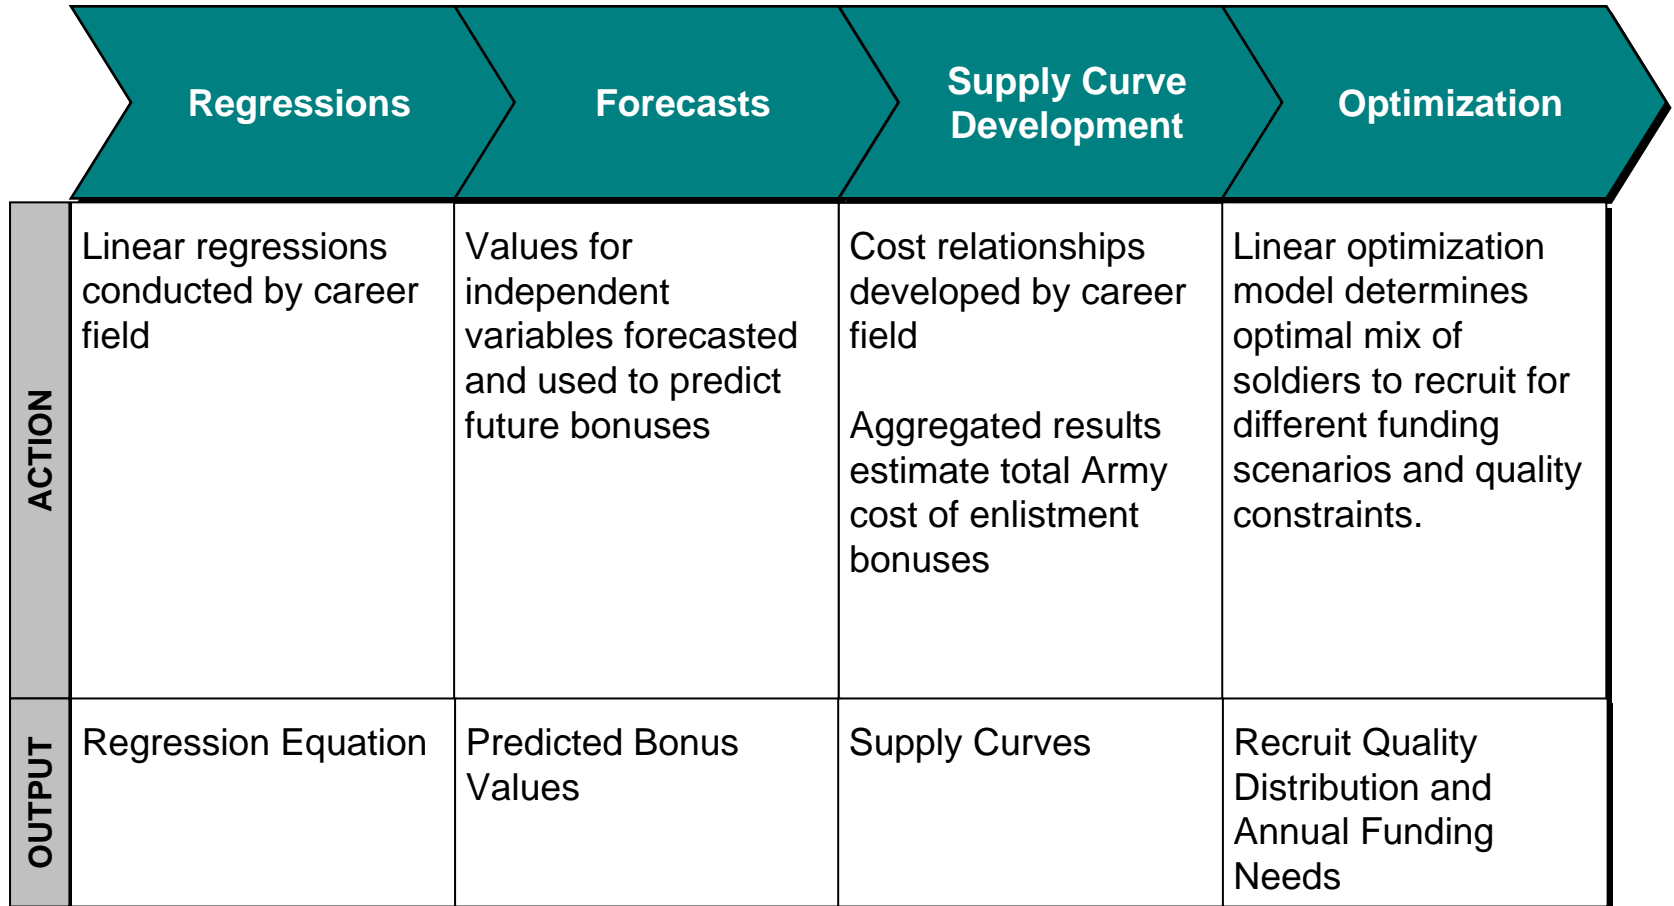 Regressions
Forecasts
Supply Curve
Development
Optimization
ACTION
Linear regressions
conducted by career
field
Values for
independent
variables forecasted
and used to predict
future bonuses
Cost relationships
developed by career
field
Aggregated results
estimate total Army
cost of enlistment
bonuses
Linear optimization
model determines
optimal mix of
soldiers to recruit for
different funding
scenarios and quality
constraints.
OUTPUT
Regression Equation
Predicted Bonus
Values
Supply Curves
Recruit Quality
Distribution and
Annual Funding
Needs